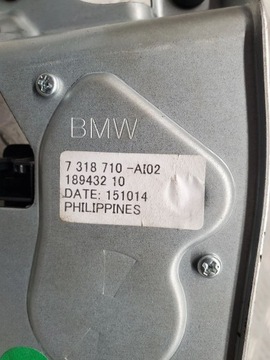 BMW
7 318 710 -AI02
189432 10
DATE: 151014
PHILIPPINES